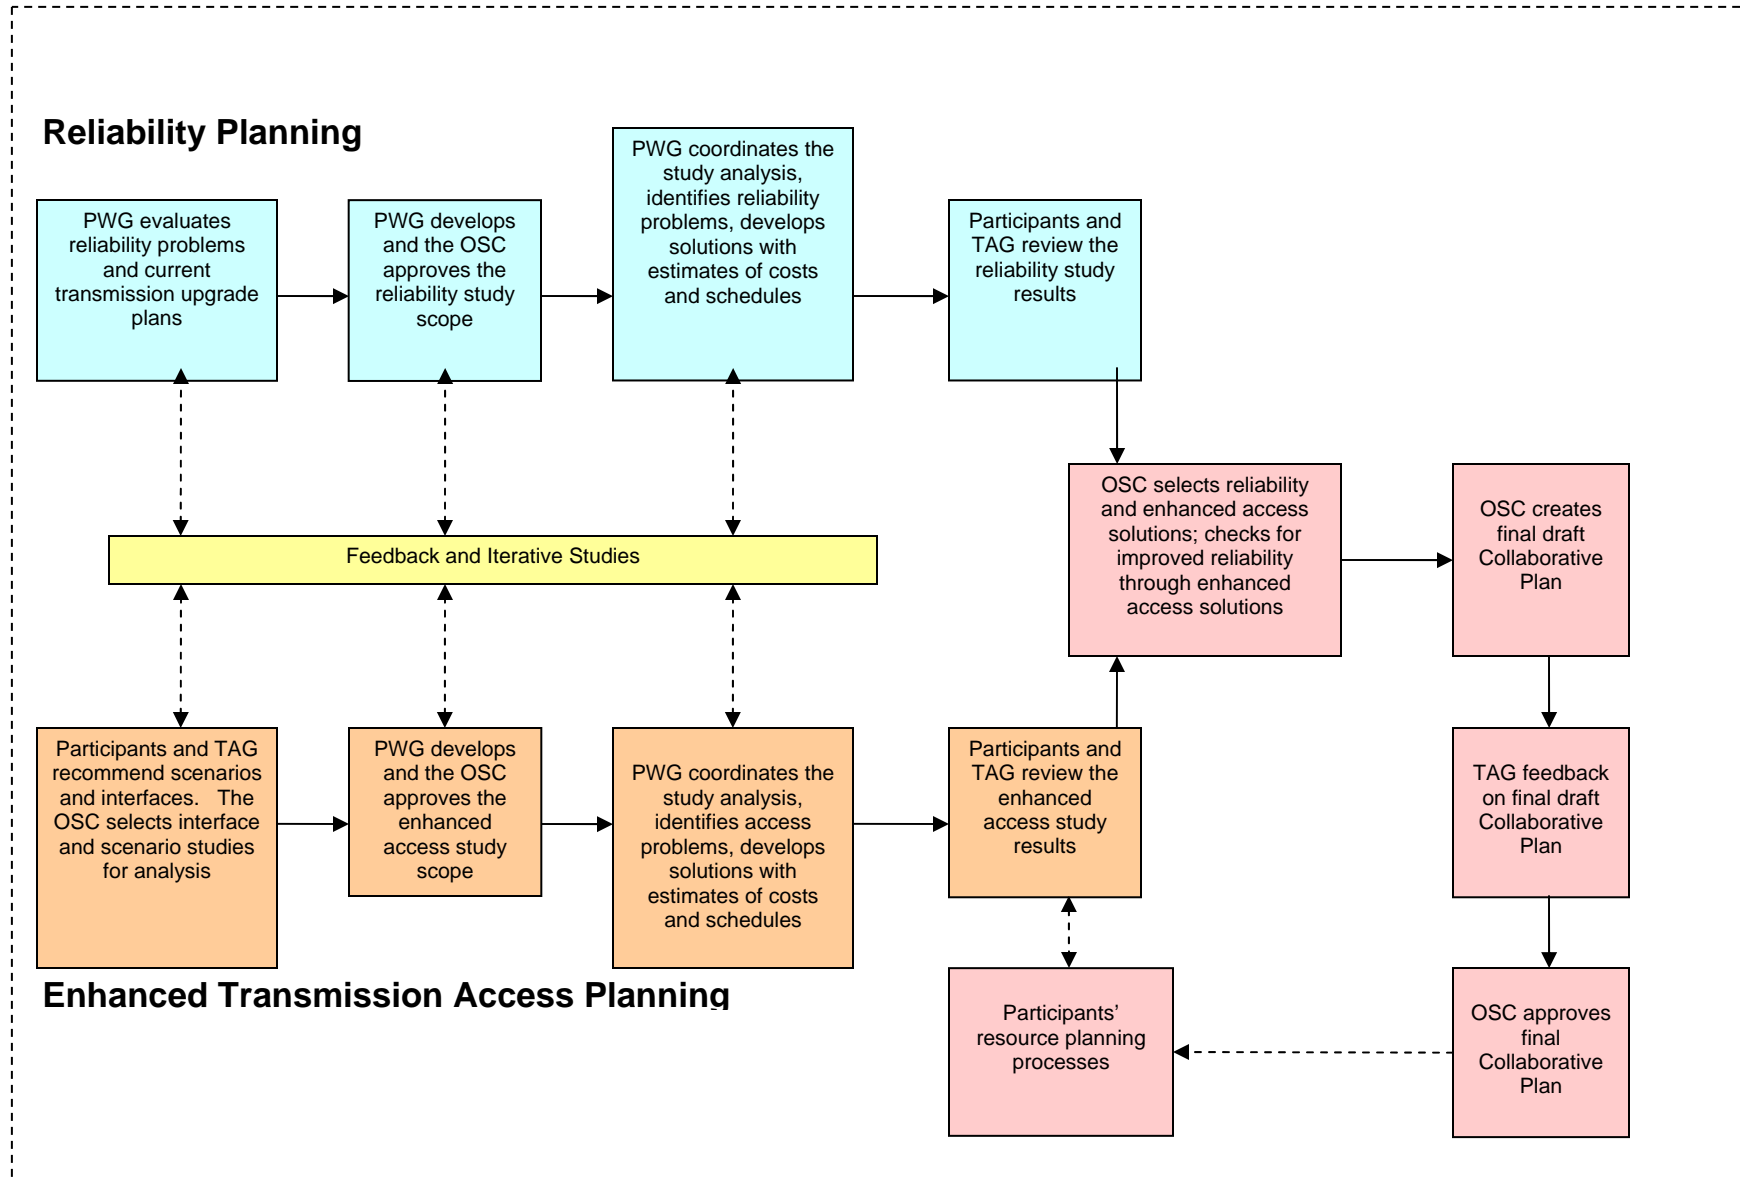 Reliability Planning
PWG evaluates
reliability problems
and current
transmission upgrade
plans
PWG develops
and the OSC
approves the
reliability study
scope
PWG coordinates the
study analysis,
identifies reliability
problems, develops
solutions with
estimates of costs
and schedules
Participants and
TAG review the
reliability study
results
Feedback and Iterative Studies
OSC selects reliability
and enhanced access
solutions; checks for
improved reliability
through enhanced
access solutions
OSC creates
final draft
Collaborative
Plan
Participants and TAG
recommend scenarios
and interfaces.   The
OSC selects interface
and scenario studies
for analysis
PWG develops
and the OSC
approves the
enhanced
access study
scope
PWG coordinates the
study analysis,
identifies access
problems, develops
solutions with
estimates of costs
and schedules
Participants and
TAG review the
enhanced
access study
results
TAG feedback
on final draft
Collaborative
Plan
Enhanced Transmission Access Planning
Participants’
resource planning
processes
OSC approves
final
Collaborative
Plan